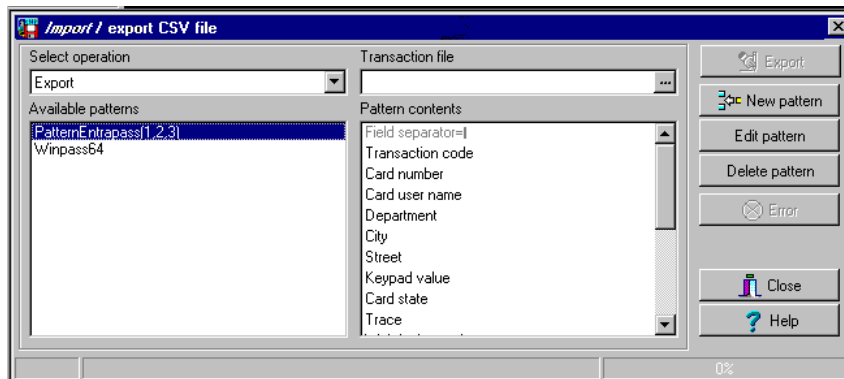 Import / export CSV file
Select operation
Export
Transaction file
...
Available patterns
PatternEntrapass(1,2,3)
Winpass64
Pattern contents
Field separator=|
Transaction code
Card number
Card user name
Department
City
Street
Keypad value
Card state
Trace
Export
New pattern
Edit pattern
Delete pattern
Error
Close
Help
0%